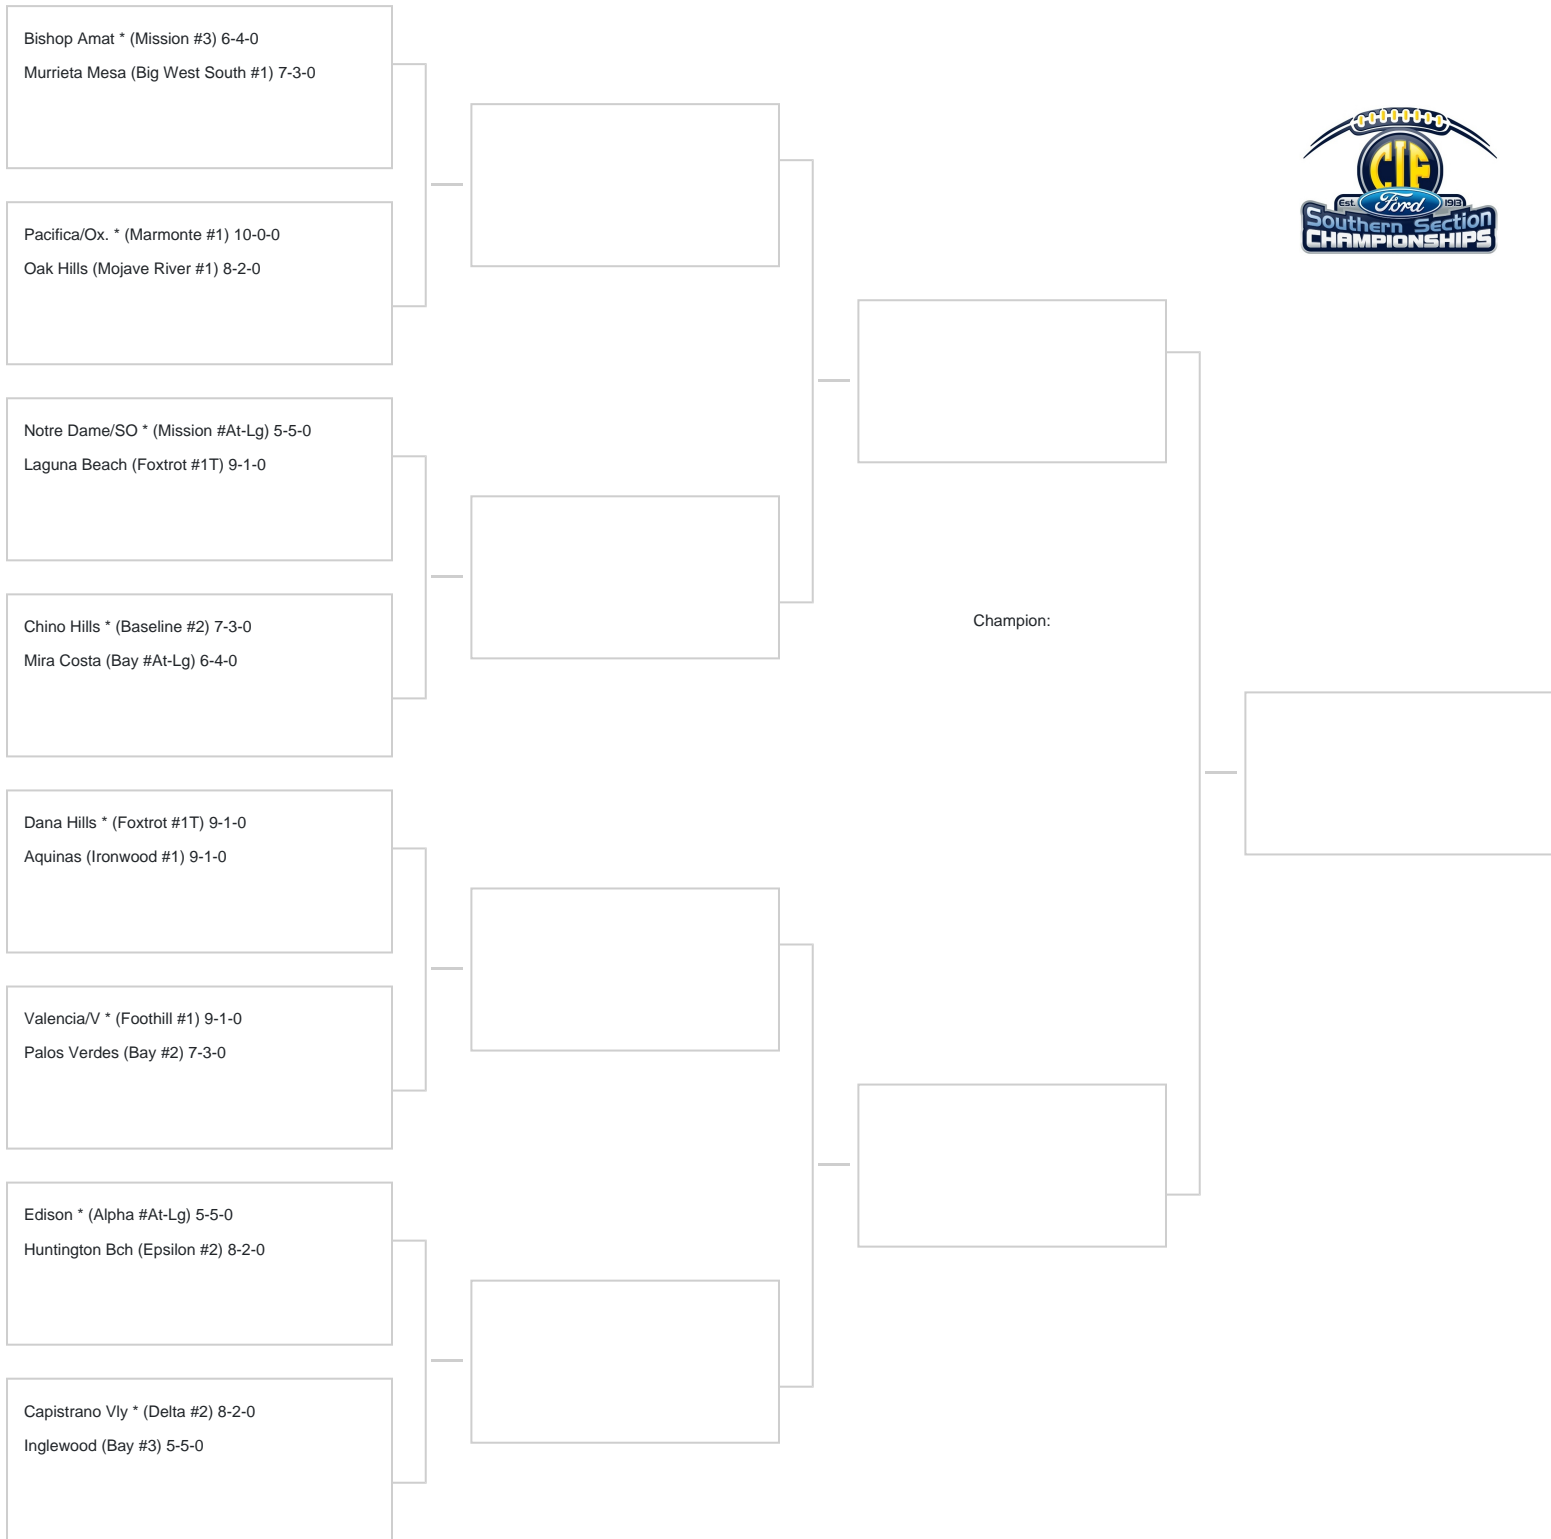 Bishop Amat * (Mission #3) 6-4-0
Murrieta Mesa (Big West South #1) 7-3-0
Pacifica/Ox. * (Marmonte #1) 10-0-0
Oak Hills (Mojave River #1) 8-2-0
Notre Dame/SO * (Mission #At-Lg) 5-5-0
Laguna Beach (Foxtrot #1T) 9-1-0
Chino Hills * (Baseline #2) 7-3-0
Mira Costa (Bay #At-Lg) 6-4-0
Dana Hills * (Foxtrot #1T) 9-1-0
Aquinas (Ironwood #1) 9-1-0
Valencia/V * (Foothill #1) 9-1-0
Palos Verdes (Bay #2) 7-3-0
Edison * (Alpha #At-Lg) 5-5-0
Huntington Bch (Epsilon #2) 8-2-0
Capistrano Vly * (Delta #2) 8-2-0
Inglewood (Bay #3) 5-5-0
Champion:
CIF
Est. Ford 1913
Southern Section
CHAMPIONSHIPS